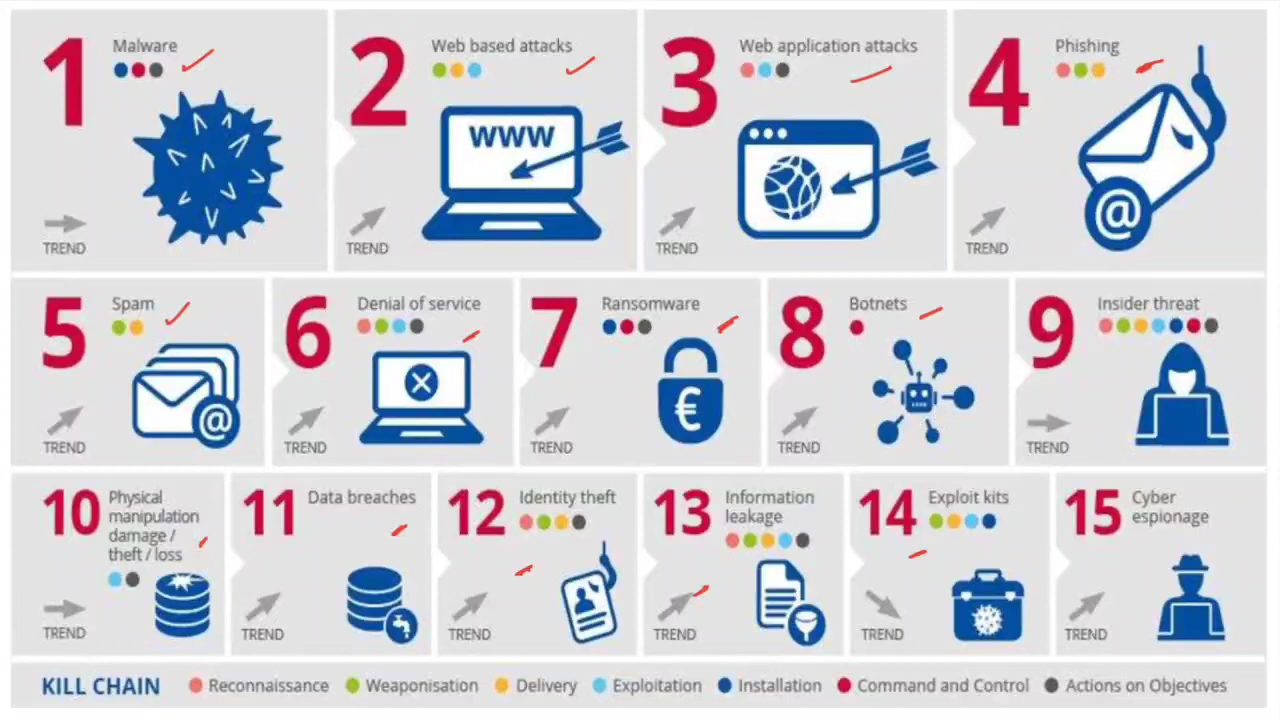 1 Malware
TREND
2 Web based attacks
WWW
TREND
3 Web application attacks
TREND
4 Phishing
@
TREND
5 Spam
@
TREND
6 Denial of service
TREND
7 Ransomware
€
TREND
8 Botnets
TREND
9 Insider threat
TREND
10 Physical
manipulation
damage /
theft / loss
TREND
11 Data breaches
TREND
12 Identity theft
TREND
13 Information
leakage
TREND
14 Exploit kits
TREND
15 Cyber
espionage
TREND
KILL CHAIN Reconnaissance Weaponisation Delivery Exploitation Installation Command and Control Actions on Objectives